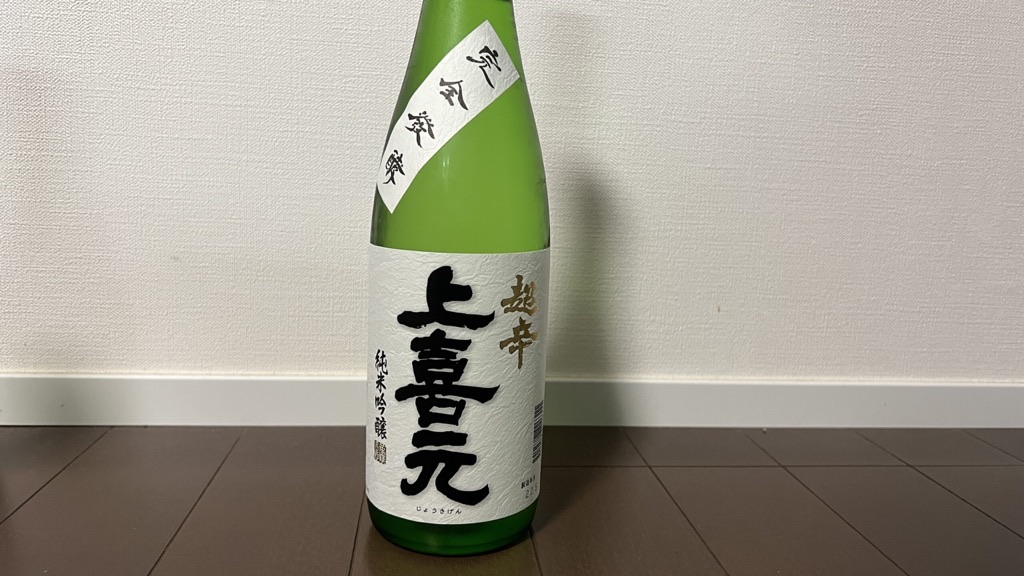 完全発酵
超辛
上喜元
じょうきげん
純米吟醸